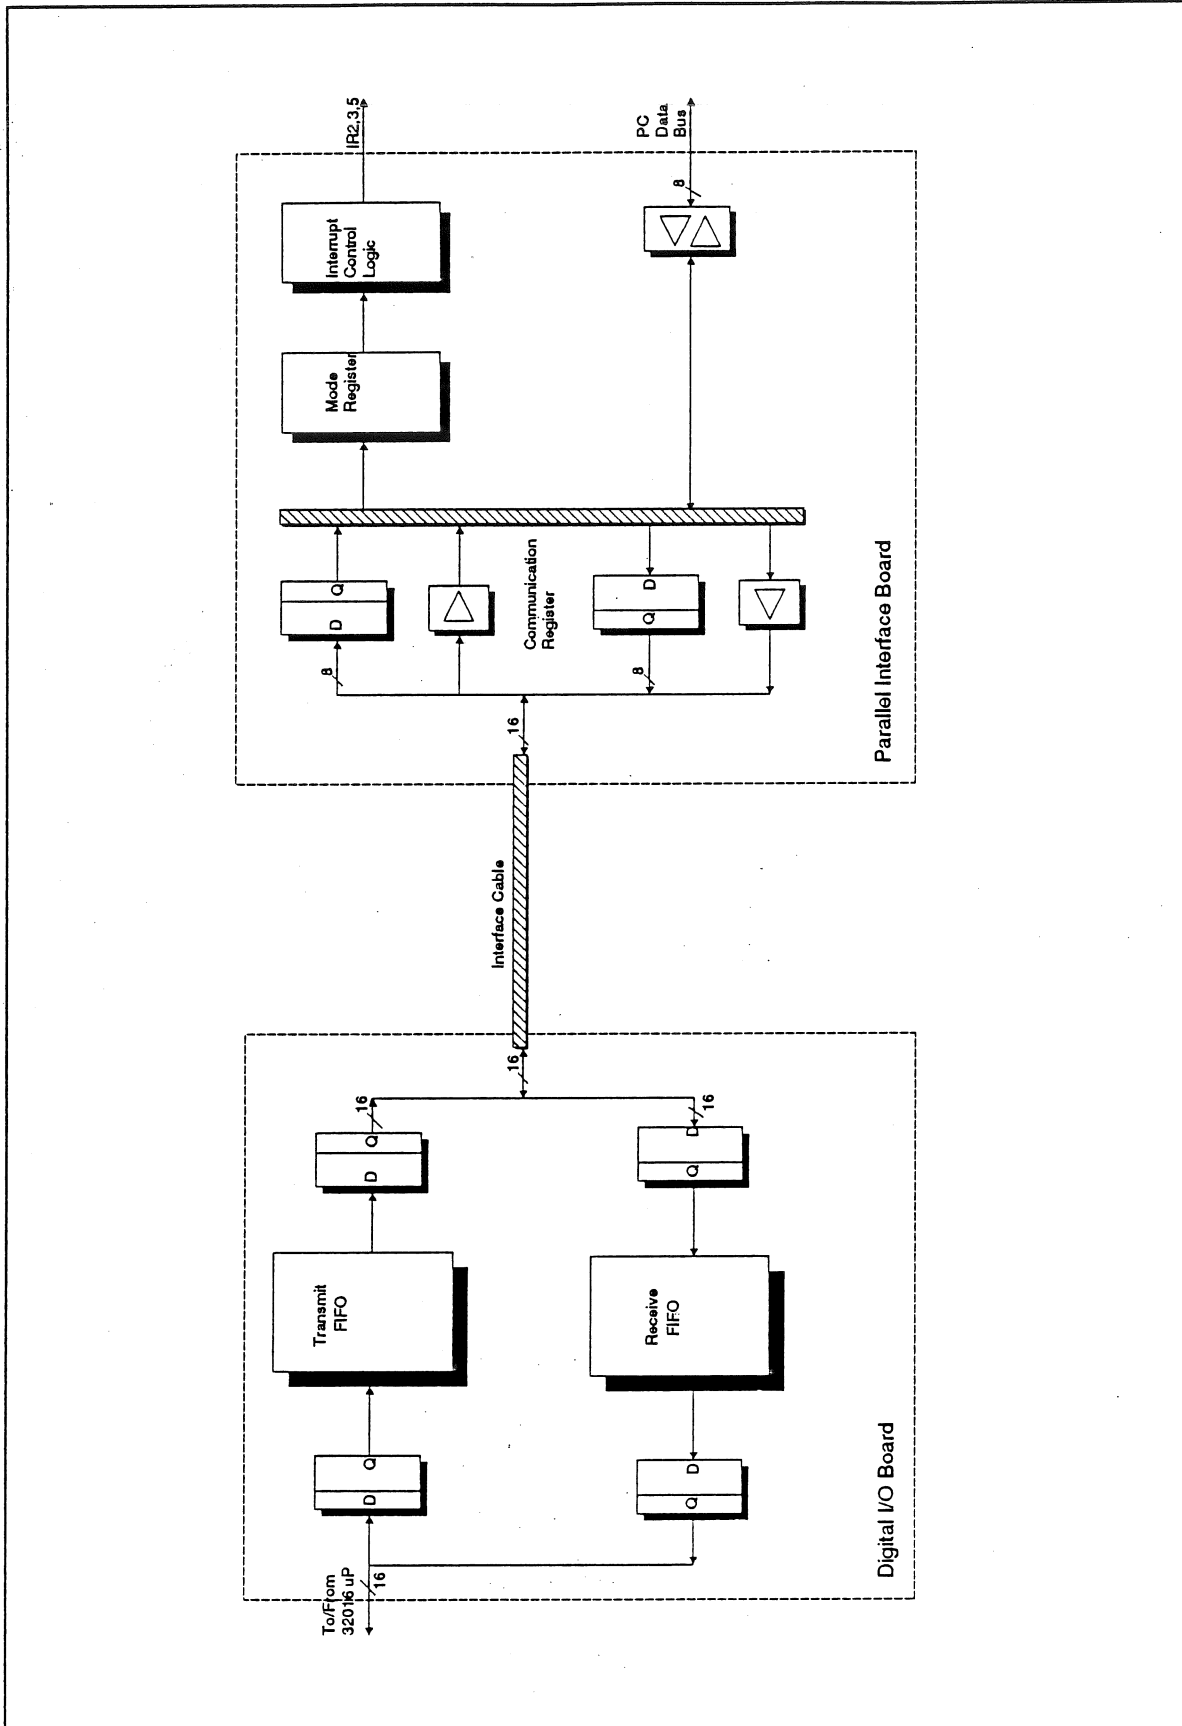 To/From
32016 uP
16
D Q
Transmit
FIFO
D Q
16
Q D
Receive
FIFO
Q D
16
Digital I/O Board
16
Interface Cable
16
8
D Q
Communication
Register
8
Q D
Mode
Register
Interrupt
Control
Logic
IR2,3,5
8
PC
Data
Bus
Parallel Interface Board